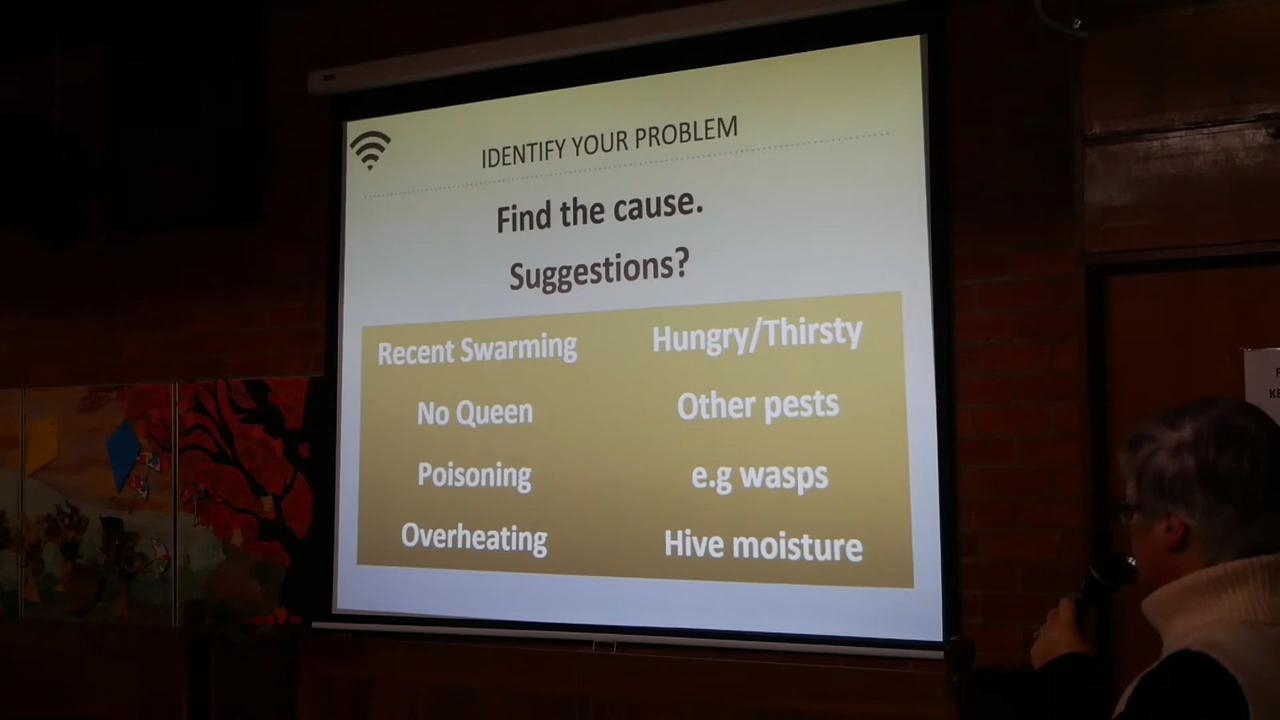 IDENTIFY YOUR PROBLEM
Find the cause.
Suggestions?
Recent Swarming
No Queen
Poisoning
Overheating
Hungry/Thirsty
Other pests
e.g wasps
Hive moisture